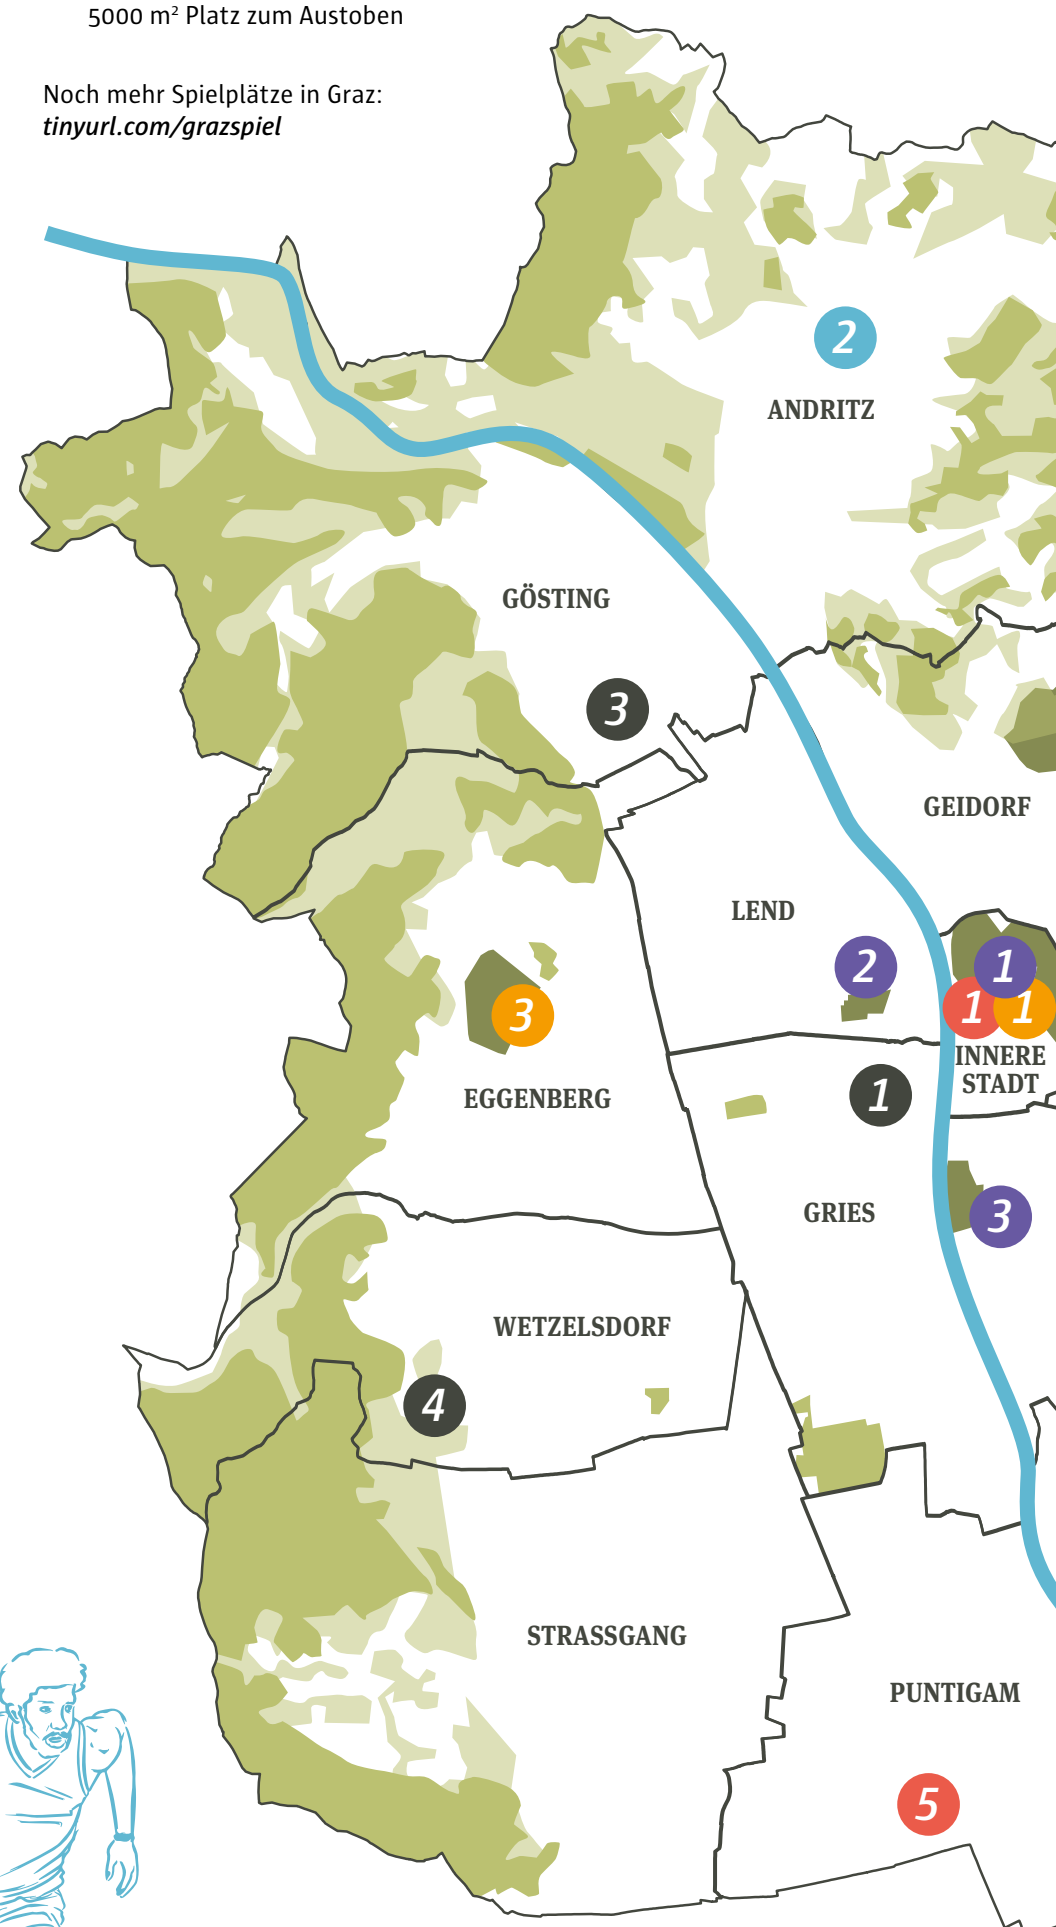 5000 m² Platz zum Austoben
Noch mehr Spielplätze in Graz:
tinyurl.com/grazspiel
2
ANDRITZ
GÖSTING
3
GEIDORF
LEND
2
1
3
1
1
INNERE
STADT
EGGENBERG
1
GRIES
3
WETZELSDORF
4
STRASSGANG
PUNTIGAM
5